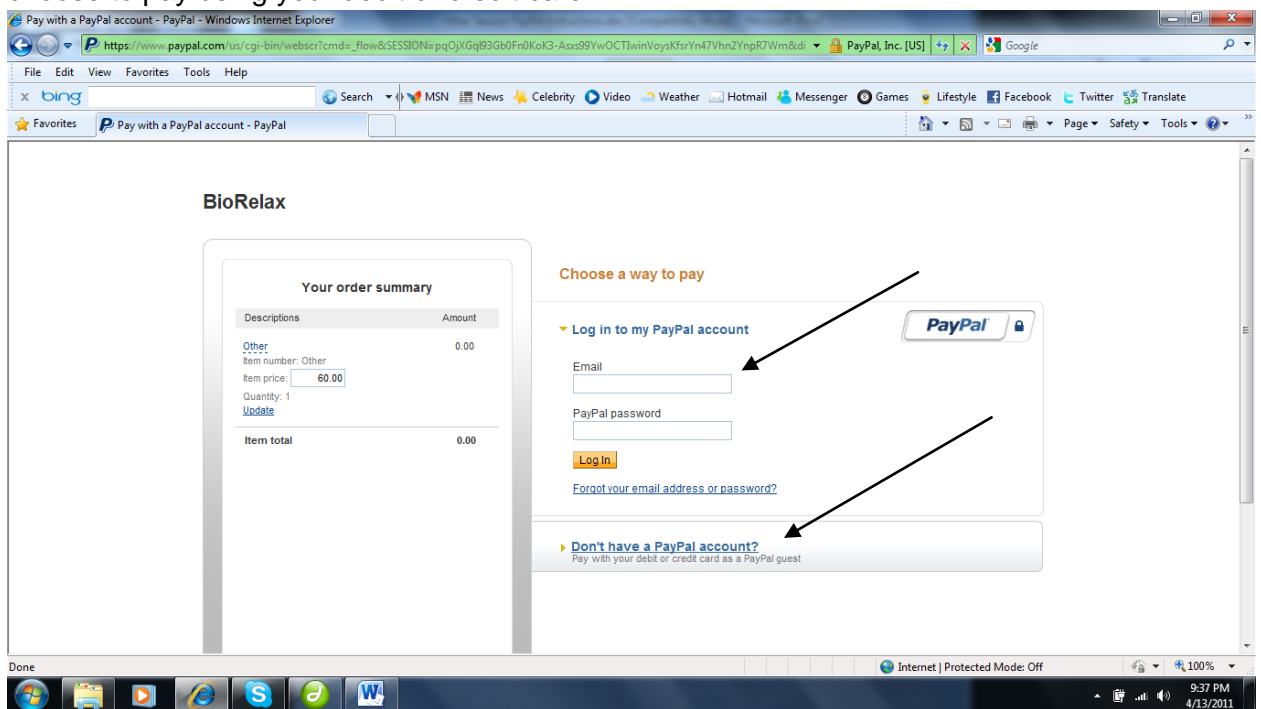 Pay with a PayPal account - PayPal - Windows Internet Explorer
https://www.paypal.com/us/cgi-bin/webscr?cmd=_flow&SESSION= PayPal, Inc. [US] Google
File Edit View Favorites Tools Help
x bing Search MSN News Celebrity Video Weather Hotmail Messenger Games Lifestyle Facebook Twitter Translate
Favorites Pay with a PayPal account - PayPal Page Safety Tools
BioRelax
Your order summary
Descriptions Amount
Other 0.00
Item number: Other
Item price: 60.00
Quantity: 1
Update
Item total 0.00
Choose a way to pay
Log in to my PayPal account PayPal
Email
PayPal password
Log In
Forgot your email address or password?
Don't have a PayPal account?
Pay with your debit or credit card as a PayPal guest
Done Internet | Protected Mode: Off 100%
9:37 PM
4/13/2011